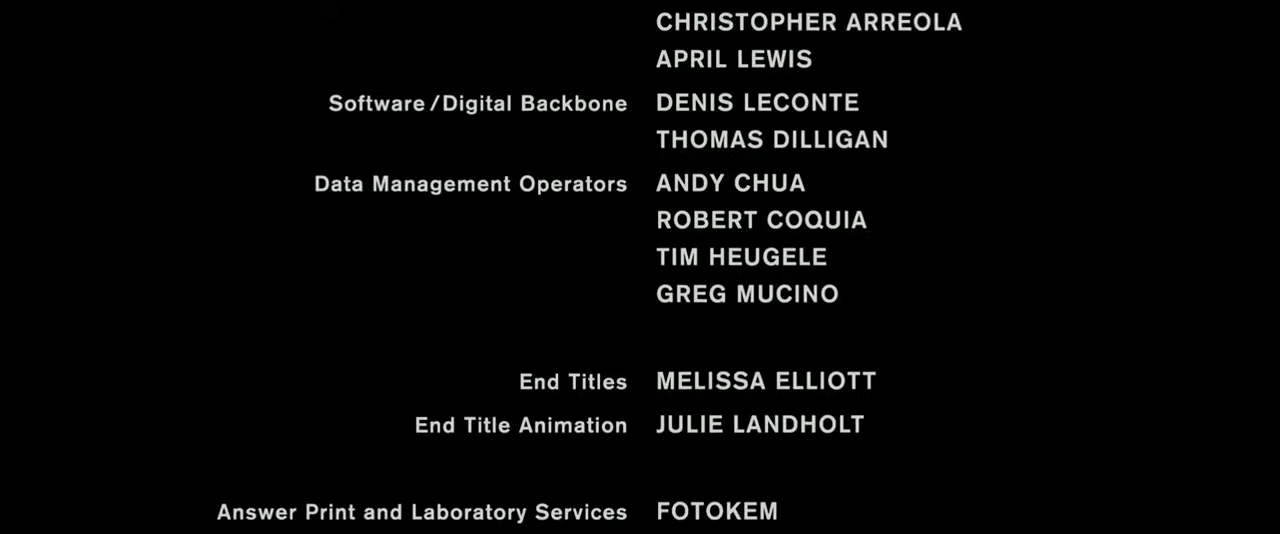 CHRISTOPHER ARREOLA
APRIL LEWIS
Software/Digital Backbone DENIS LECONTE
THOMAS DILLIGAN
Data Management Operators ANDY CHUA
ROBERT COQUIA
TIM HEUGELE
GREG MUCINO
End Titles MELISSA ELLIOTT
End Title Animation JULIE LANDHOLT
Answer Print and Laboratory Services FOTOKEM